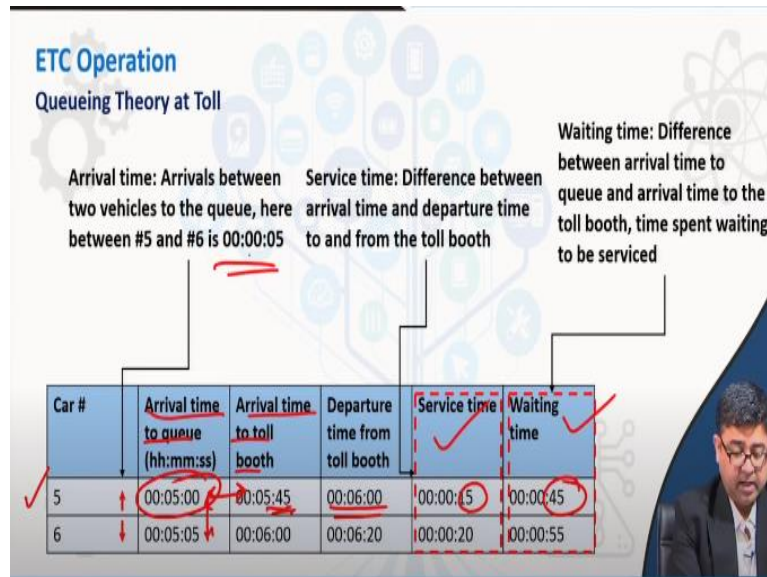 ETC Operation
Queueing Theory at Toll
Arrival time: Arrivals between
two vehicles to the queue, here
between #5 and #6 is 00:00:05
Service time: Difference between
arrival time and departure time
to and from the toll booth
Waiting time: Difference
between arrival time to
queue and arrival time to the
toll booth, time spent waiting
to be serviced
Car #
Arrival time
to queue
(hh:mm:ss)
Arrival time
to toll
booth
Departure
time from
toll booth
Service time
Waiting
time
5 00:05:00 00:05:45 00:06:00 00:00:15 00:00:45
6 00:05:05 00:06:00 00:06:20 00:00:20 00:00:55